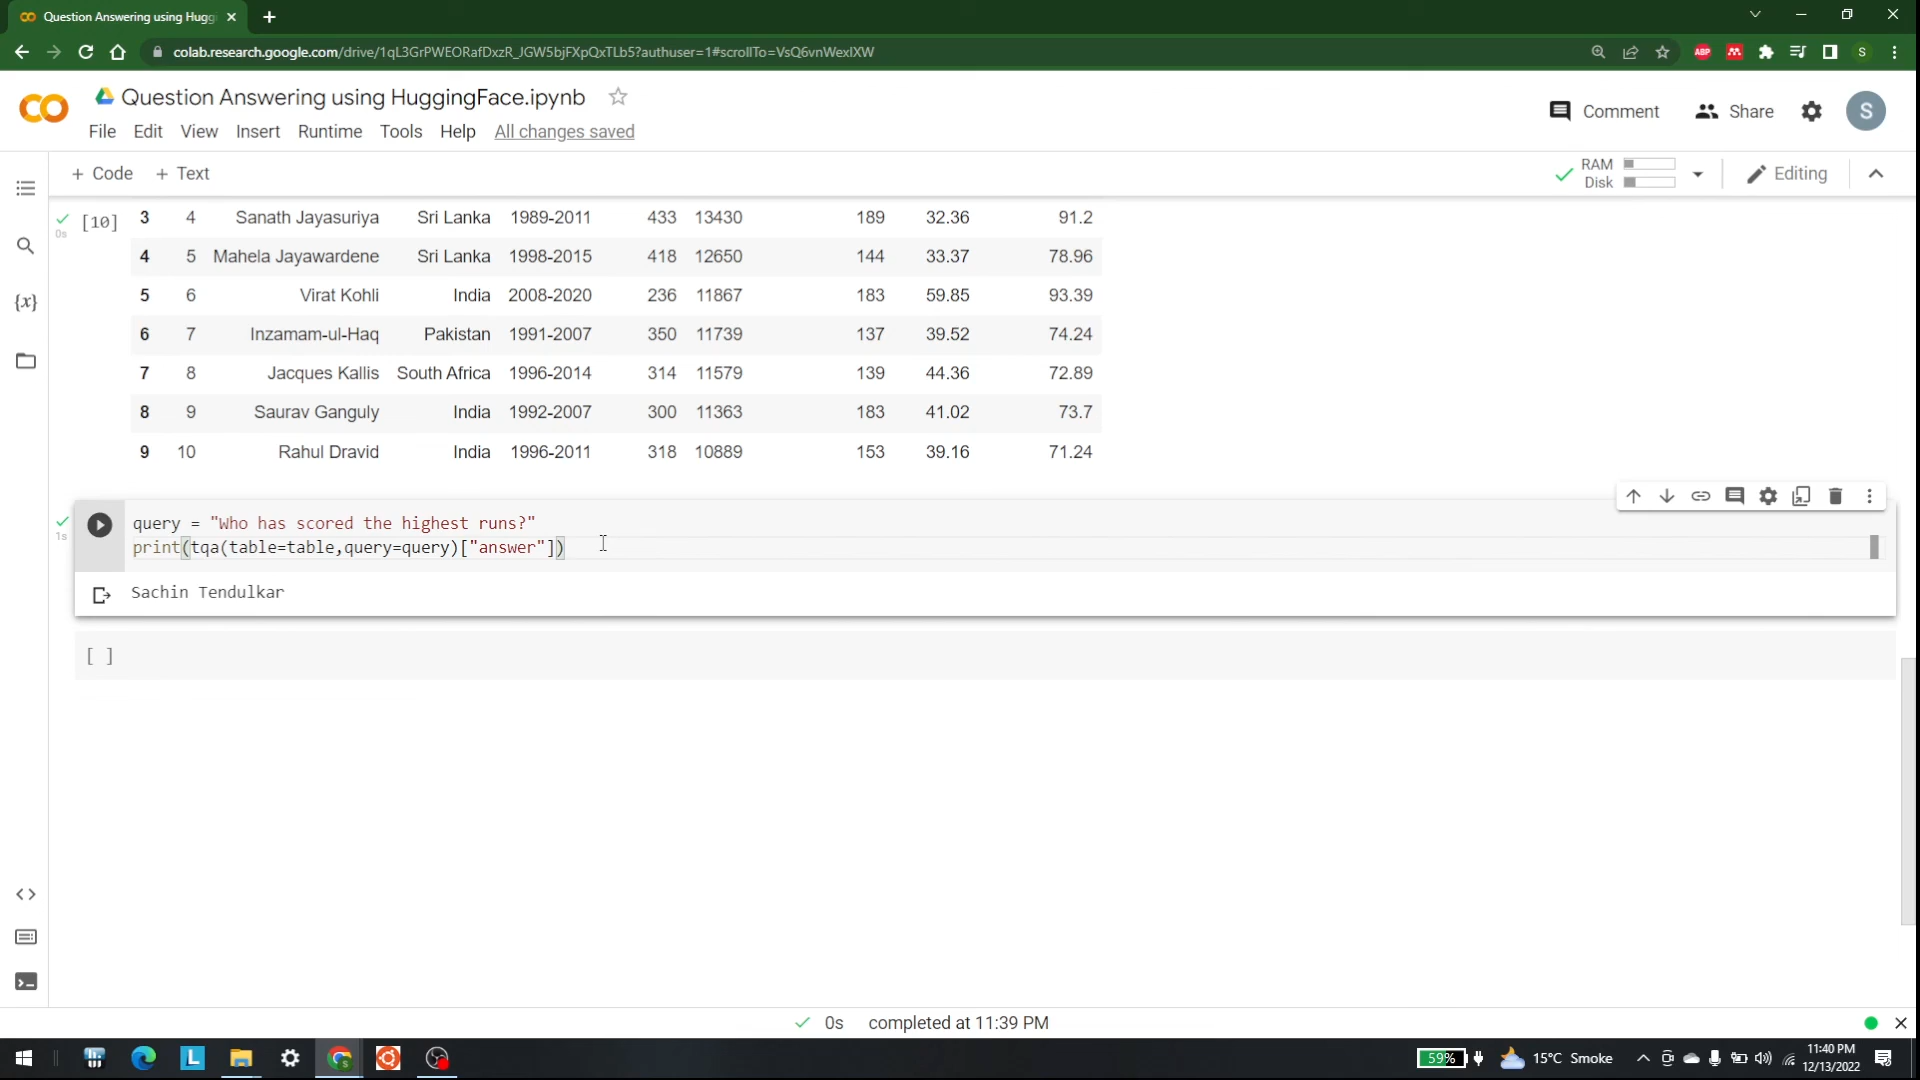 Question Answering using Huggi
colab.research.google.com/drive/1qL3GrPWEORafDxzR_JGW5bjFXpQxTLb5?authuser=1#scrollTo=VsQ6vnWexIXW
ABP
S
Question Answering using HuggingFace.ipynb
Comment
Share
S
File Edit View Insert Runtime Tools Help All changes saved
+ Code + Text
RAM
Disk
Editing
0s
[10]
3 4 Sanath Jayasuriya Sri Lanka 1989-2011 433 13430 189 32.36 91.2
4 5 Mahela Jayawardene Sri Lanka 1998-2015 418 12650 144 33.37 78.96
5 6 Virat Kohli India 2008-2020 236 11867 183 59.85 93.39
6 7 Inzamam-ul-Haq Pakistan 1991-2007 350 11739 137 39.52 74.24
7 8 Jacques Kallis South Africa 1996-2014 314 11579 139 44.36 72.89
8 9 Saurav Ganguly India 1992-2007 300 11363 183 41.02 73.7
9 10 Rahul Dravid India 1996-2011 318 10889 153 39.16 71.24
1s
query = "Who has scored the highest runs?"
print(tqa(table=table,query=query)["answer"])
Sachin Tendulkar
[ ]
0s completed at 11:39 PM
L
59%
15°C Smoke
11:40 PM
12/13/2022